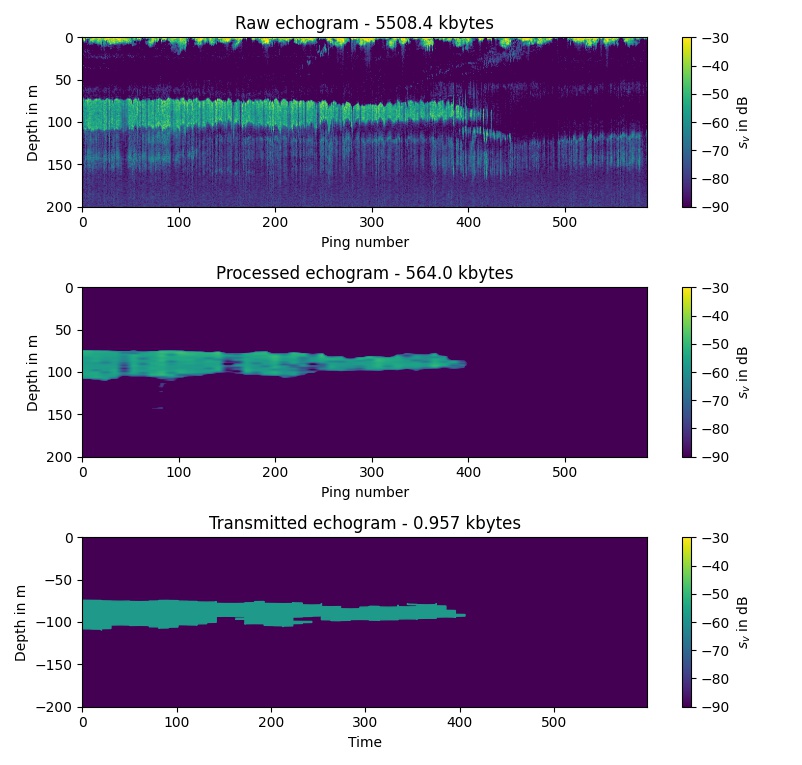 Raw echogram - 5508.4 kbytes
0
50
100
150
200
Depth in m
0 100 200 300 400 500
Ping number
−30
−40
−50
−60
−70
−80
−90
sv in dB
Processed echogram - 564.0 kbytes
0
50
100
150
200
Depth in m
0 100 200 300 400 500
Ping number
−30
−40
−50
−60
−70
−80
−90
sv in dB
Transmitted echogram - 0.957 kbytes
0
−50
−100
−150
−200
Depth in m
0 100 200 300 400 500
Time
−30
−40
−50
−60
−70
−80
−90
sv in dB